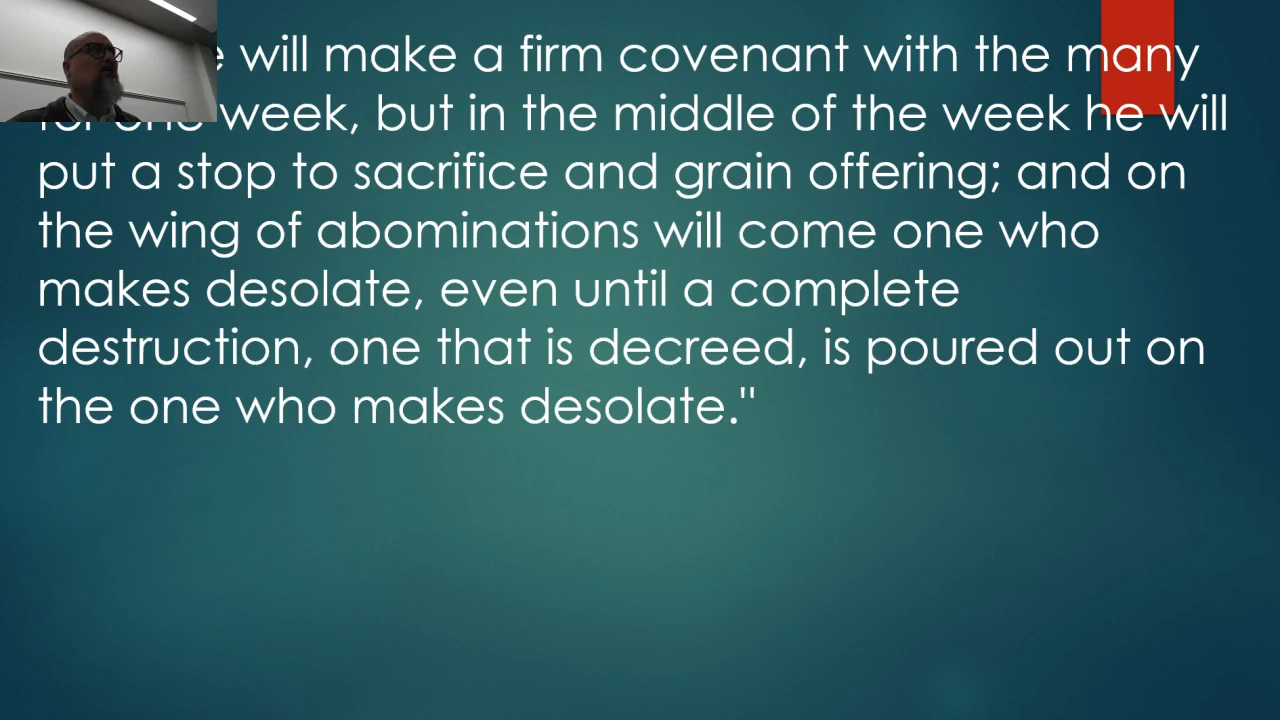 will make a firm covenant with the many
week, but in the middle of the week he will
put a stop to sacrifice and grain offering; and on
the wing of abominations will come one who
makes desolate, even until a complete
destruction, one that is decreed, is poured out on
the one who makes desolate."